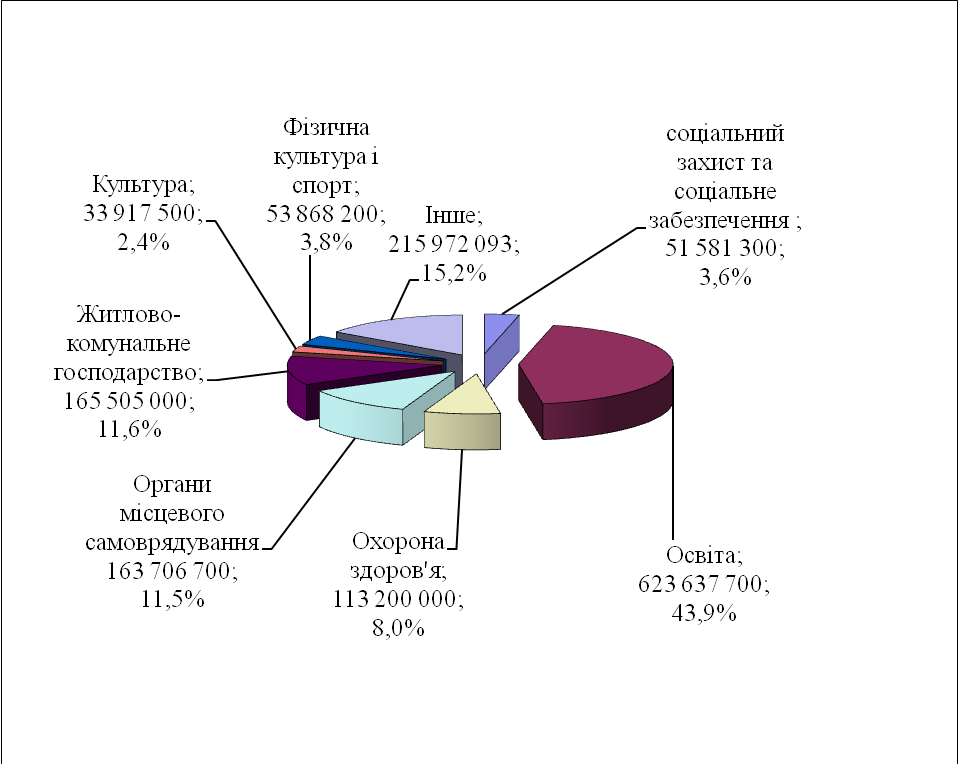 Фізична
культура і
спорт;
53 868 200;
3,8%
соціальний
захист та
соціальне
забезпечення ;
51 581 300;
3,6%
Культура;
33 917 500;
2,4%
Інше;
215 972 093;
15,2%
Житлово-
комунальне
господарство;
165 505 000;
11,6%
Органи
місцевого
самоврядування
163 706 700;
11,5%
Охорона
здоров'я;
113 200 000;
8,0%
Освіта;
623 637 700;
43,9%